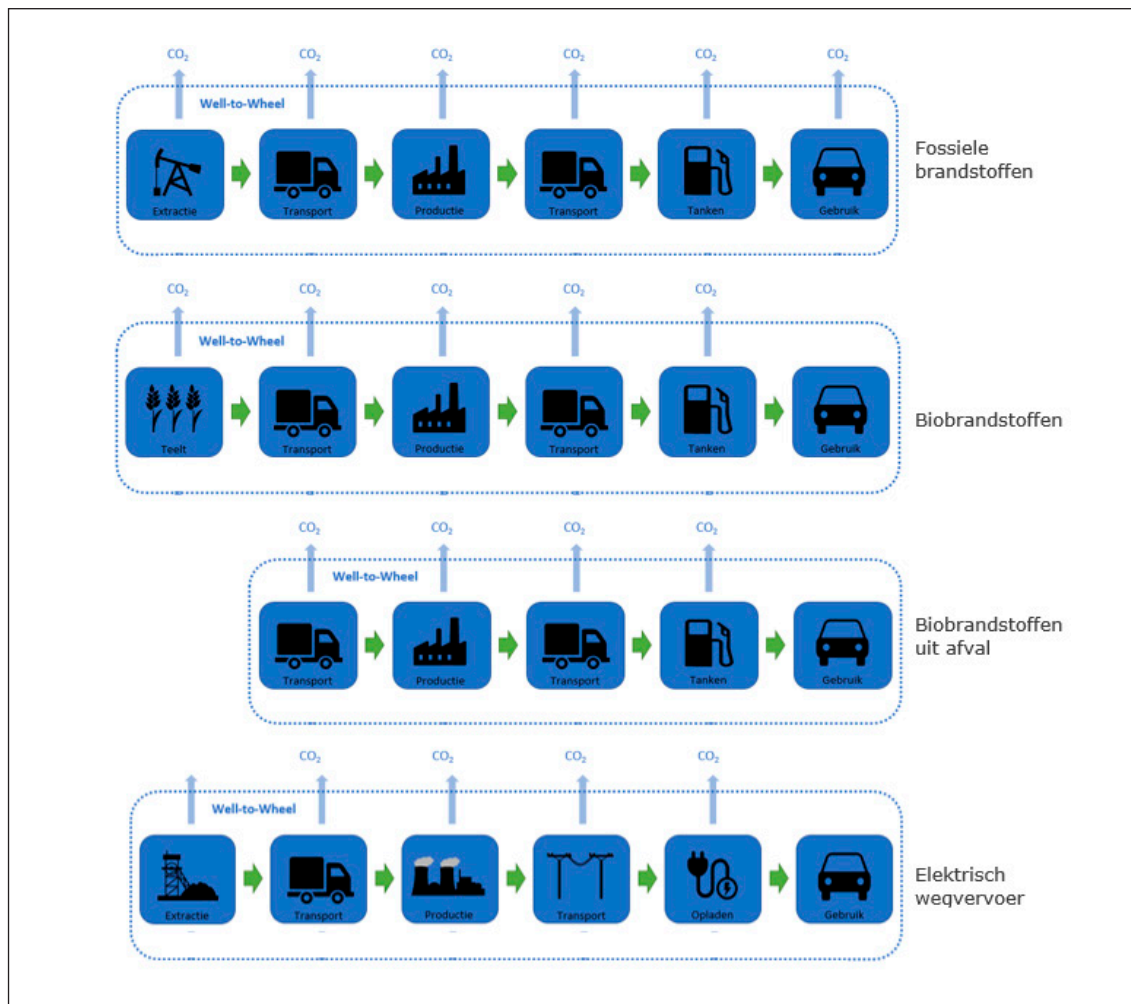 CO₂ CO₂ CO₂ CO₂ CO₂ CO₂
Well-to-Wheel
Extractie Transport Productie Transport Tanken Gebruik
Fossiele
brandstoffen
CO₂ CO₂ CO₂ CO₂ CO₂
Well-to-Wheel
Teelt Transport Productie Transport Tanken Gebruik
Biobrandstoffen
CO₂ CO₂ CO₂ CO₂
Well-to-Wheel
Transport Productie Transport Tanken Gebruik
Biobrandstoffen
uit afval
CO₂ CO₂ CO₂ CO₂
Well-to-Wheel
Extractie Transport Productie Transport Opladen Gebruik
Elektrisch
weqvervoer